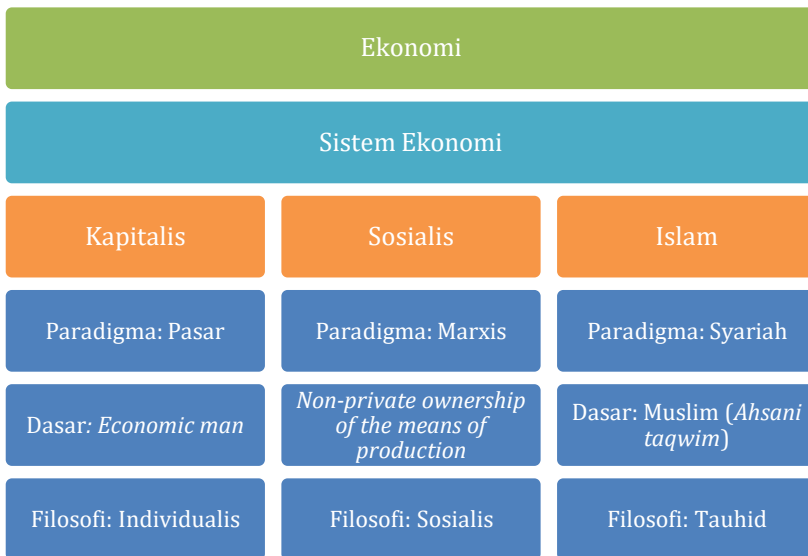 Ekonomi
Sistem Ekonomi
Kapitalis
Sosialis
Islam
Paradigma: Pasar
Paradigma: Marxis
Paradigma: Syariah
Dasar: Economic man
Non-private ownership
of the means of
production
Dasar: Muslim (Ahsani
taqwim)
Filosofi: Individualis
Filosofi: Sosialis
Filosofi: Tauhid